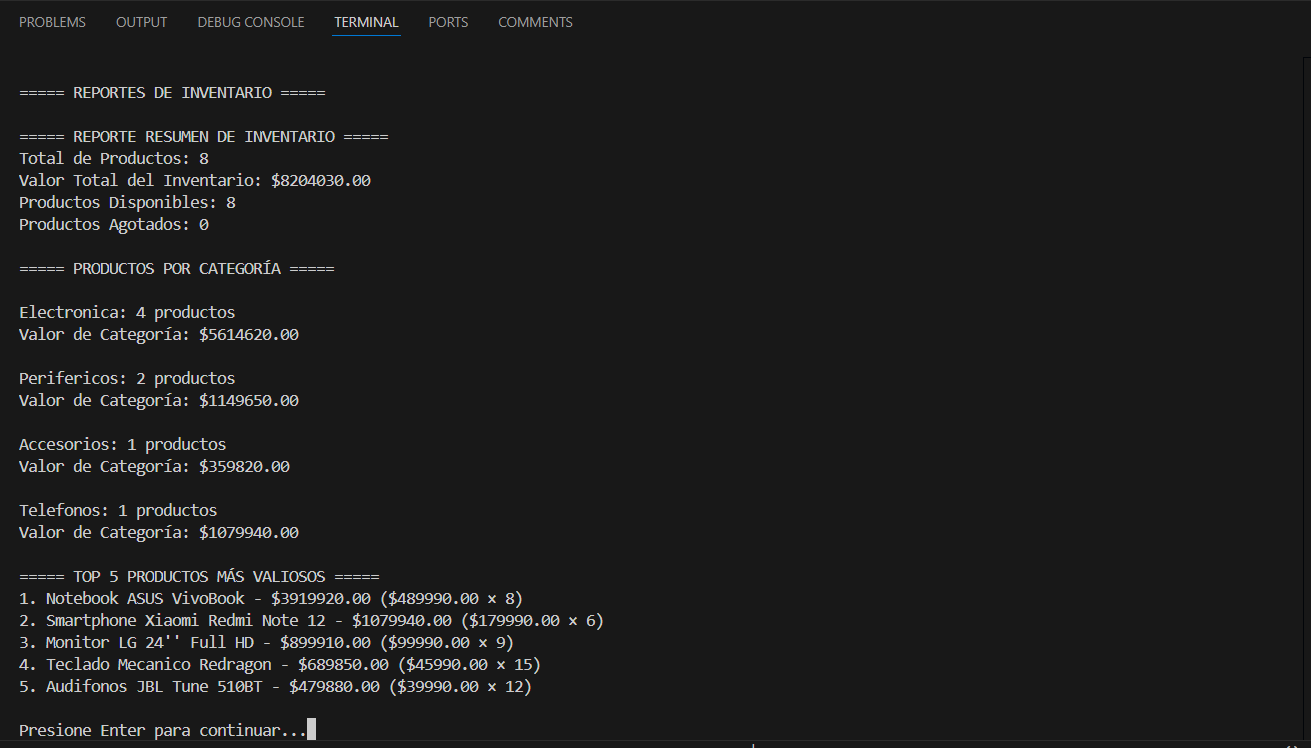 PROBLEMS OUTPUT DEBUG CONSOLE TERMINAL PORTS COMMENTS
===== REPORTES DE INVENTARIO =====
===== REPORTE RESUMEN DE INVENTARIO =====
Total de Productos: 8
Valor Total del Inventario: $8204030.00
Productos Disponibles: 8
Productos Agotados: 0
===== PRODUCTOS POR CATEGORÍA =====
Electronica: 4 productos
Valor de Categoría: $5614620.00
Perifericos: 2 productos
Valor de Categoría: $1149650.00
Accesorios: 1 productos
Valor de Categoría: $359820.00
Telefonos: 1 productos
Valor de Categoría: $1079940.00
===== TOP 5 PRODUCTOS MÁS VALIOSOS =====
1. Notebook ASUS VivoBook - $3919920.00 ($489990.00 × 8)
2. Smartphone Xiaomi Redmi Note 12 - $1079940.00 ($179990.00 × 6)
3. Monitor LG 24'' Full HD - $899910.00 ($99990.00 × 9)
4. Teclado Mecanico Redragon - $689850.00 ($45990.00 × 15)
5. Audifonos JBL Tune 510BT - $479880.00 ($39990.00 × 12)
Presione Enter para continuar...